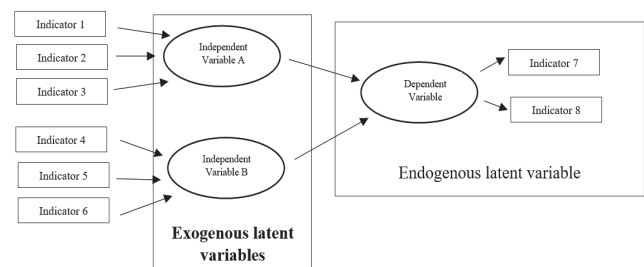 Indicator 1
Indicator 2
Indicator 3
Indicator 4
Indicator 5
Indicator 6
Independent
Variable A
Independent
Variable B
Exogenous latent
variables
Dependent
Variable
Indicator 7
Indicator 8
Endogenous latent variable